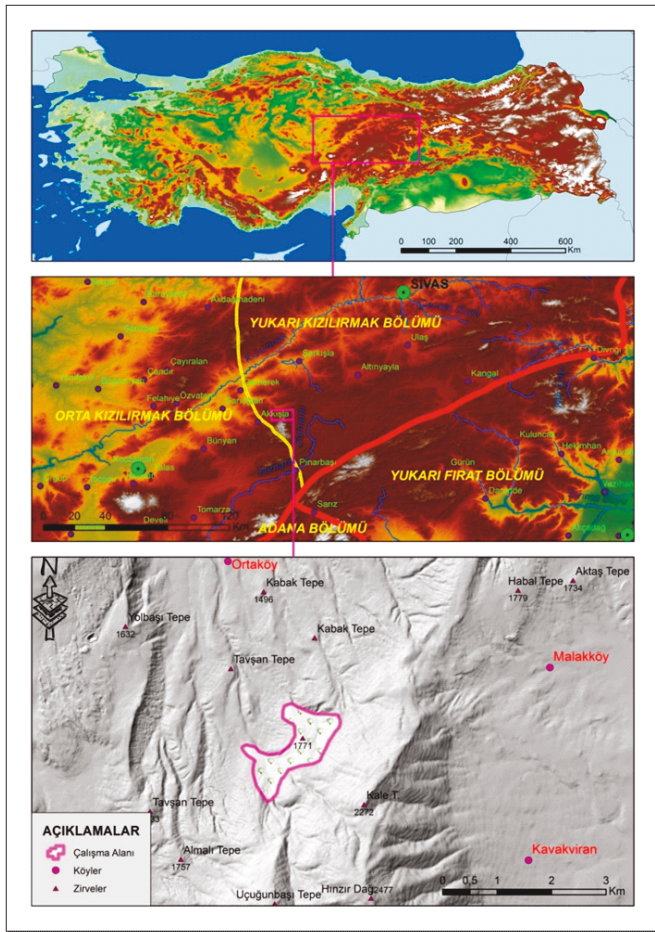 0 100 200 400 600
Km
SİVAS
Akdağmadeni
YUKARI KIZILIRMAK BÖLÜMÜ
Ulaş
Şarkışla
Çayıralan
Altınyayla
Kangal
Divriği
Çandır
Felahiye
Özvatan
ORTA KIZILIRMAK BÖLÜMÜ
Akkışla
Bünyan
Kuluncak
Hekimhan
Pınarbaşı
Gürün
YUKARI FIRAT BÖLÜMÜ
Darende
Tomarza
Sarız
Develi
ADANA BÖLÜMÜ
N
Ortaköy
Kabak Tepe
1496
Habal Tepe
1779
Aktaş Tepe
1734
Yolbaşı Tepe
1632
Kabak Tepe
Tavşan Tepe
Malakköy
1771
Kale T.
2272
Tavşan Tepe
Almalı Tepe
1757
Kavakviran
Uçuğunbaşı Tepe
Hınzır Dağ
2477
AÇIKLAMALAR
Çalışma Alanı
Köyler
Zirveler
0 0.5 1 2 3
Km